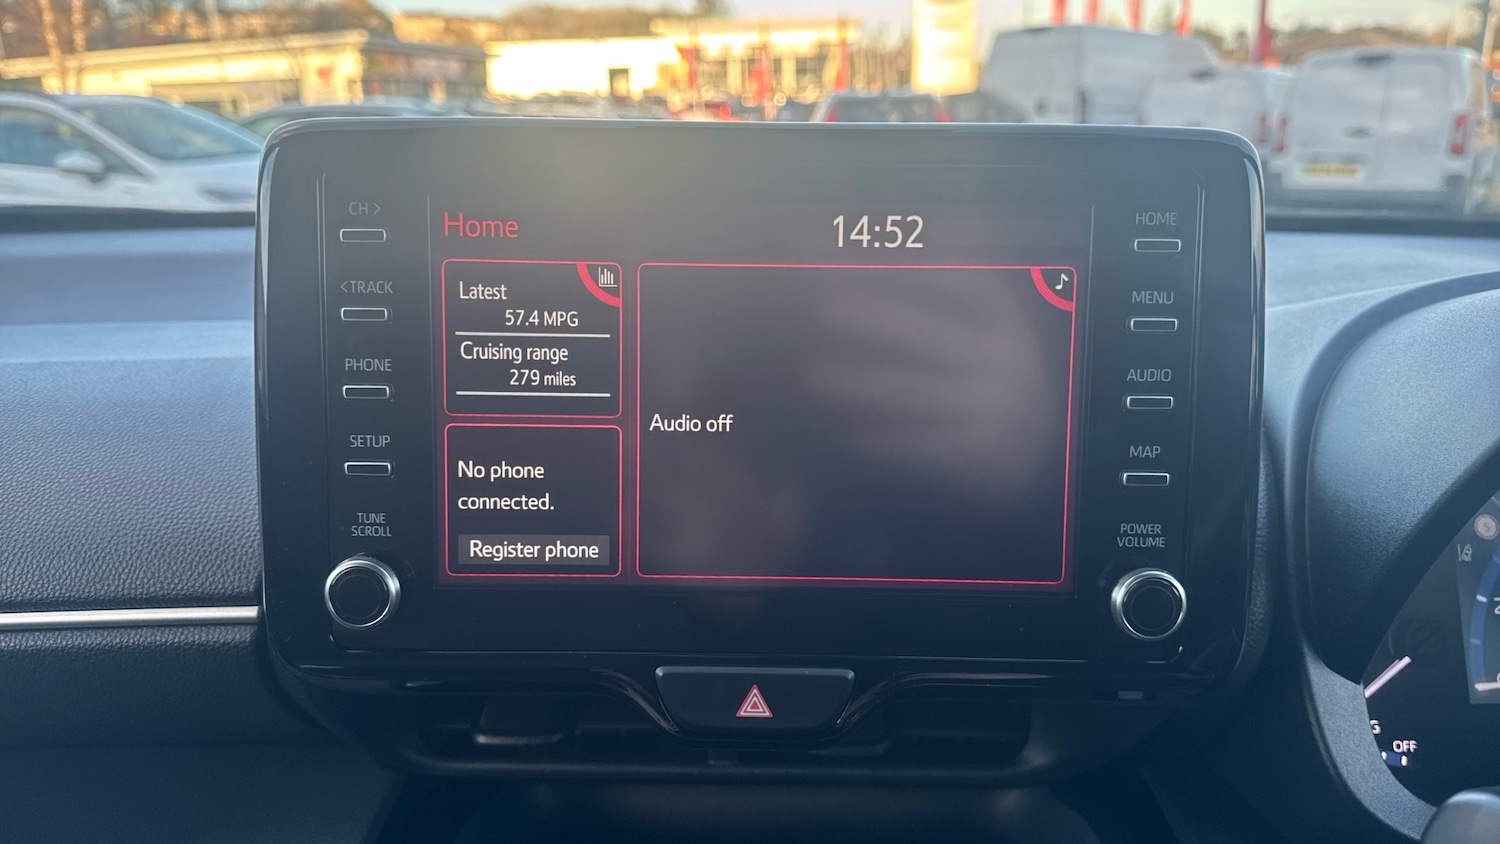 CH >
< TRACK
PHONE
SETUP
TUNE
SCROLL
Home
14:52
Latest
57.4 MPG
Cruising range
279 miles
No phone
connected.
Register phone
Audio off
HOME
MENU
AUDIO
MAP
POWER
VOLUME
OFF